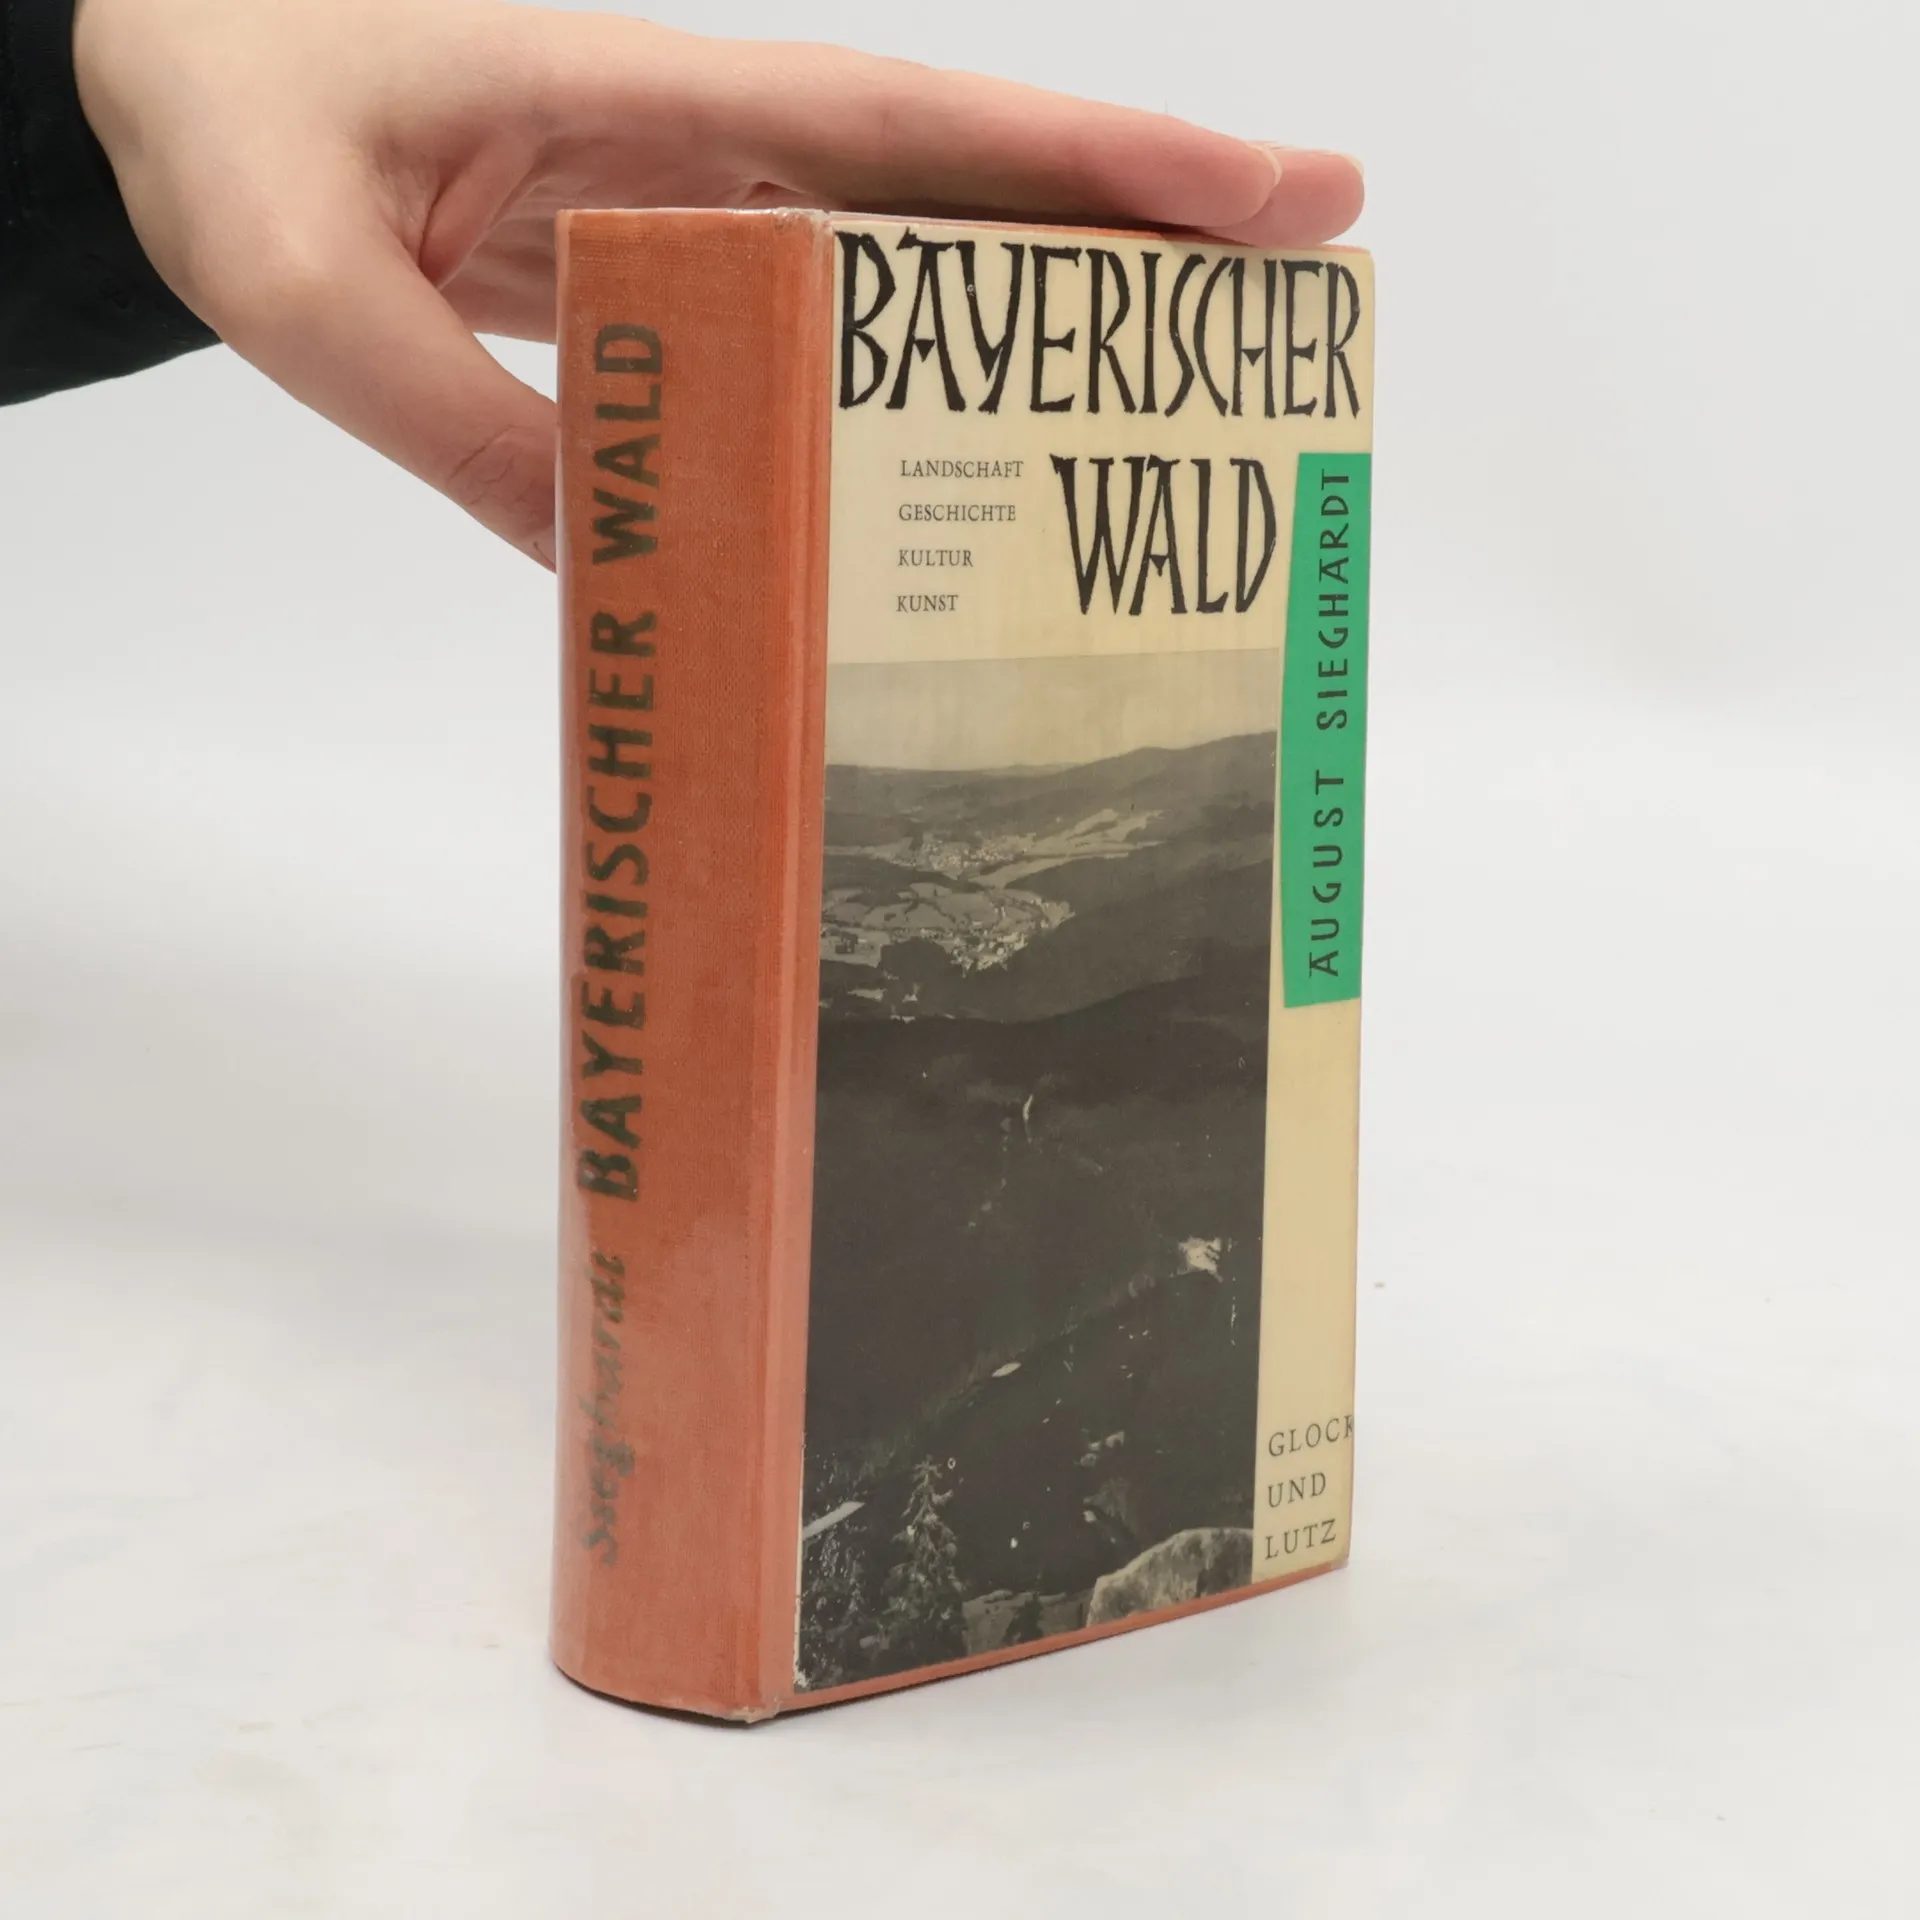 Sieghardt BAYERISCHER WALD
BAYERISCHER
WALD
LANDSCHAFT
GESCHICHTE
KULTUR
KUNST
AUGUST SIEGHARDT
GLOCK
UND
LUTZ